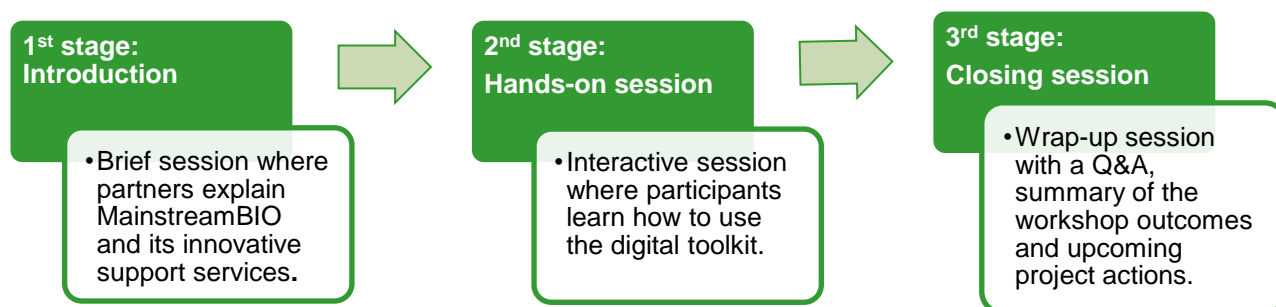 1st stage:
Introduction
•Brief session where
partners explain
MainstreamBIO
and its innovative
support services.
2nd stage:
Hands-on session
•Interactive session
where participants
learn how to use
the digital toolkit.
3rd stage:
Closing session
•Wrap-up session
with a Q&A,
summary of the
workshop outcomes
and upcoming
project actions.